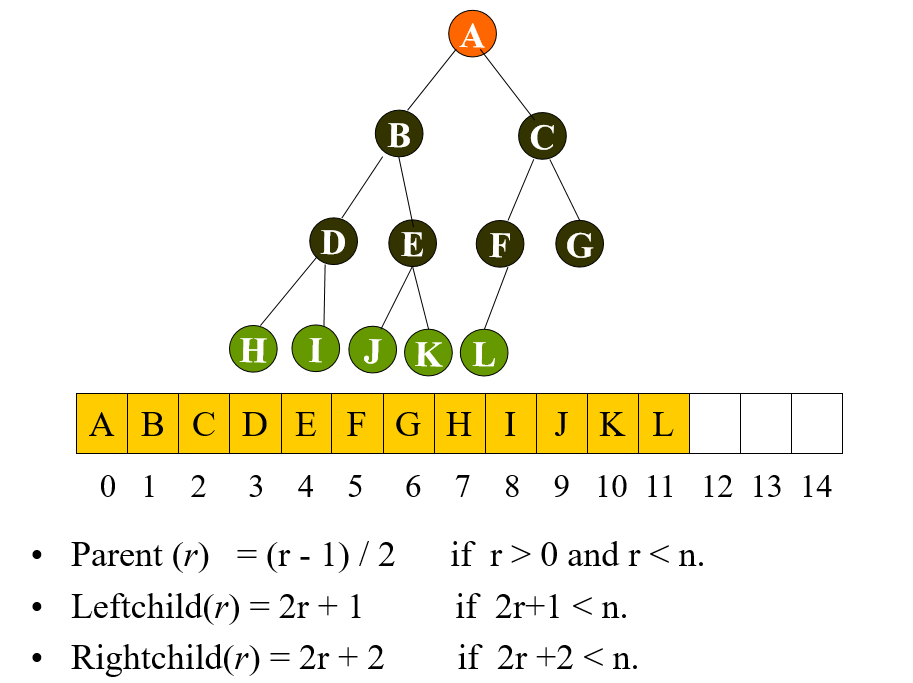 A
B C
D E F G
H I J K L
A B C D E F G H I J K L
0 1 2 3 4 5 6 7 8 9 10 11 12 13 14
• Parent (r) = (r - 1) / 2 if r > 0 and r < n.
• Leftchild(r) = 2r + 1 if 2r+1 < n.
• Rightchild(r) = 2r + 2 if 2r +2 < n.